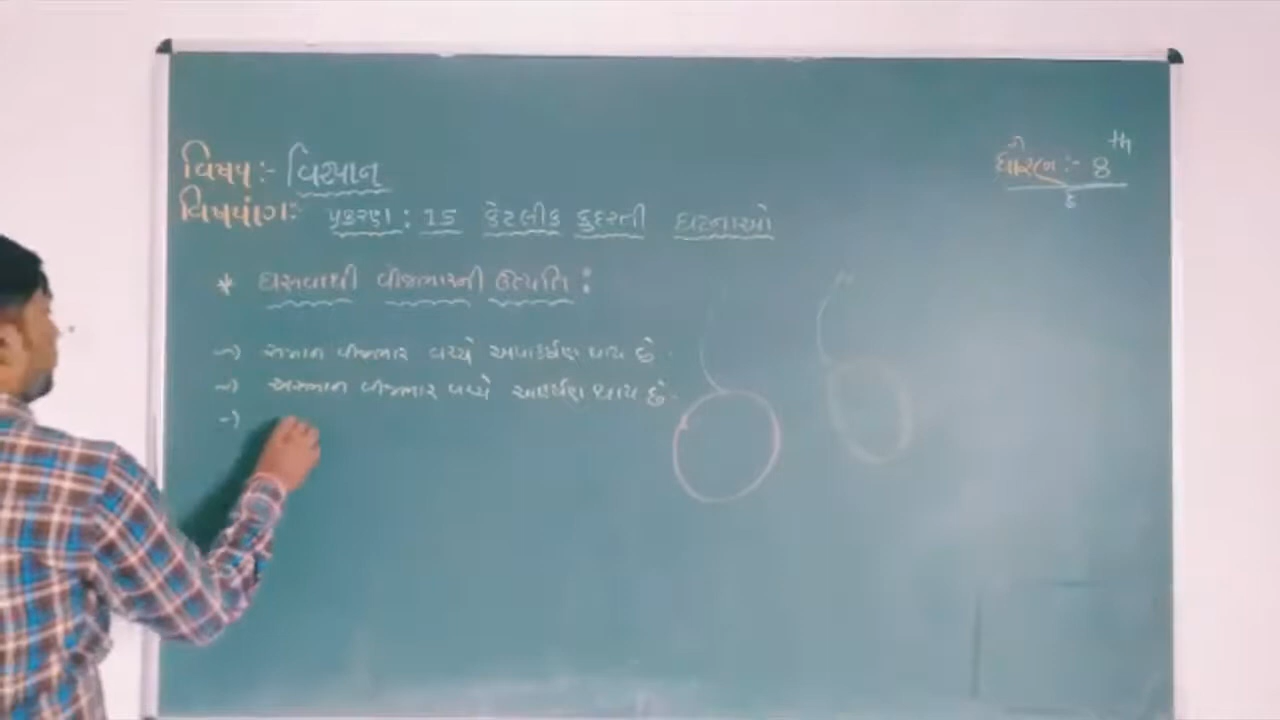 વિષય:- વિજ્ઞાન
ધોરણ:- 8th
વિષયાંગ:- પ્રકરણ : 15 કેટલીક કુદરતી ઘટનાઓ
* ઘસવાથી વીજભારની ઉત્પતિ :
→) સમાન વીજભાર વચ્ચે અપાકર્ષણ થાય છે.
→) અસમાન વીજભાર વચ્ચે આકર્ષણ થાય છે.
→)